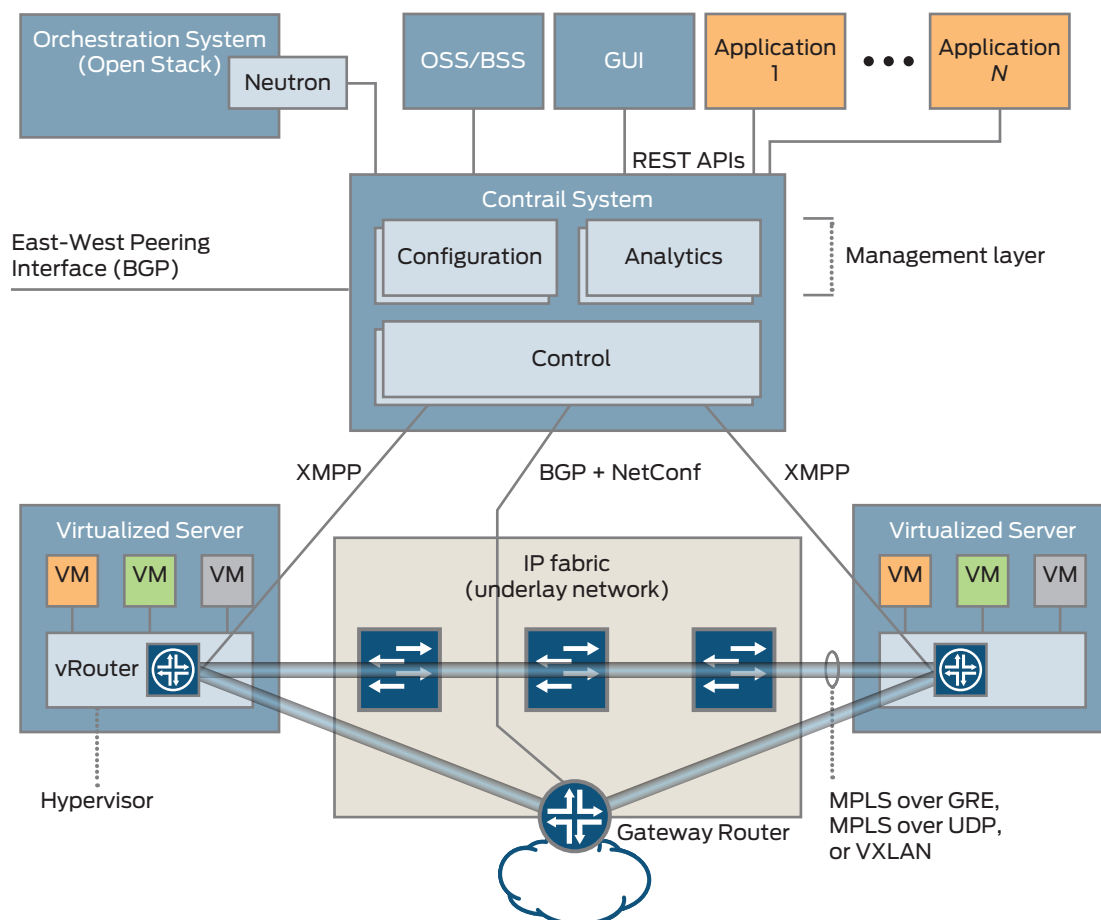 Orchestration System
(Open Stack)
Neutron
OSS/BSS
GUI
Application
1
Application
N
REST APIs
Contrail System
Configuration
Analytics
Management layer
East-West Peering
Interface (BGP)
Control
XMPP
BGP + NetConf
XMPP
Virtualized Server
VM
VM
VM
vRouter
Hypervisor
IP fabric
(underlay network)
Virtualized Server
VM
VM
VM
Gateway Router
MPLS over GRE,
MPLS over UDP,
or VXLAN